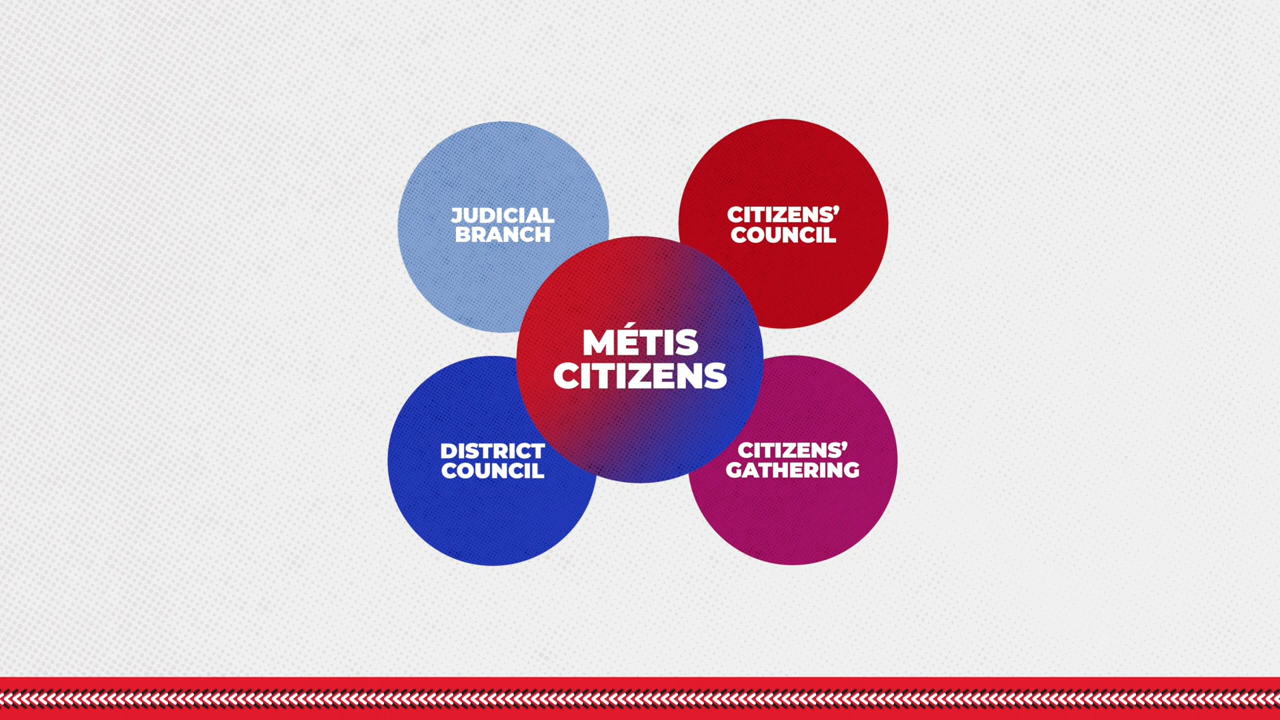 JUDICIAL
BRANCH
CITIZENS’
COUNCIL
MÉTIS
CITIZENS
DISTRICT
COUNCIL
CITIZENS’
GATHERING